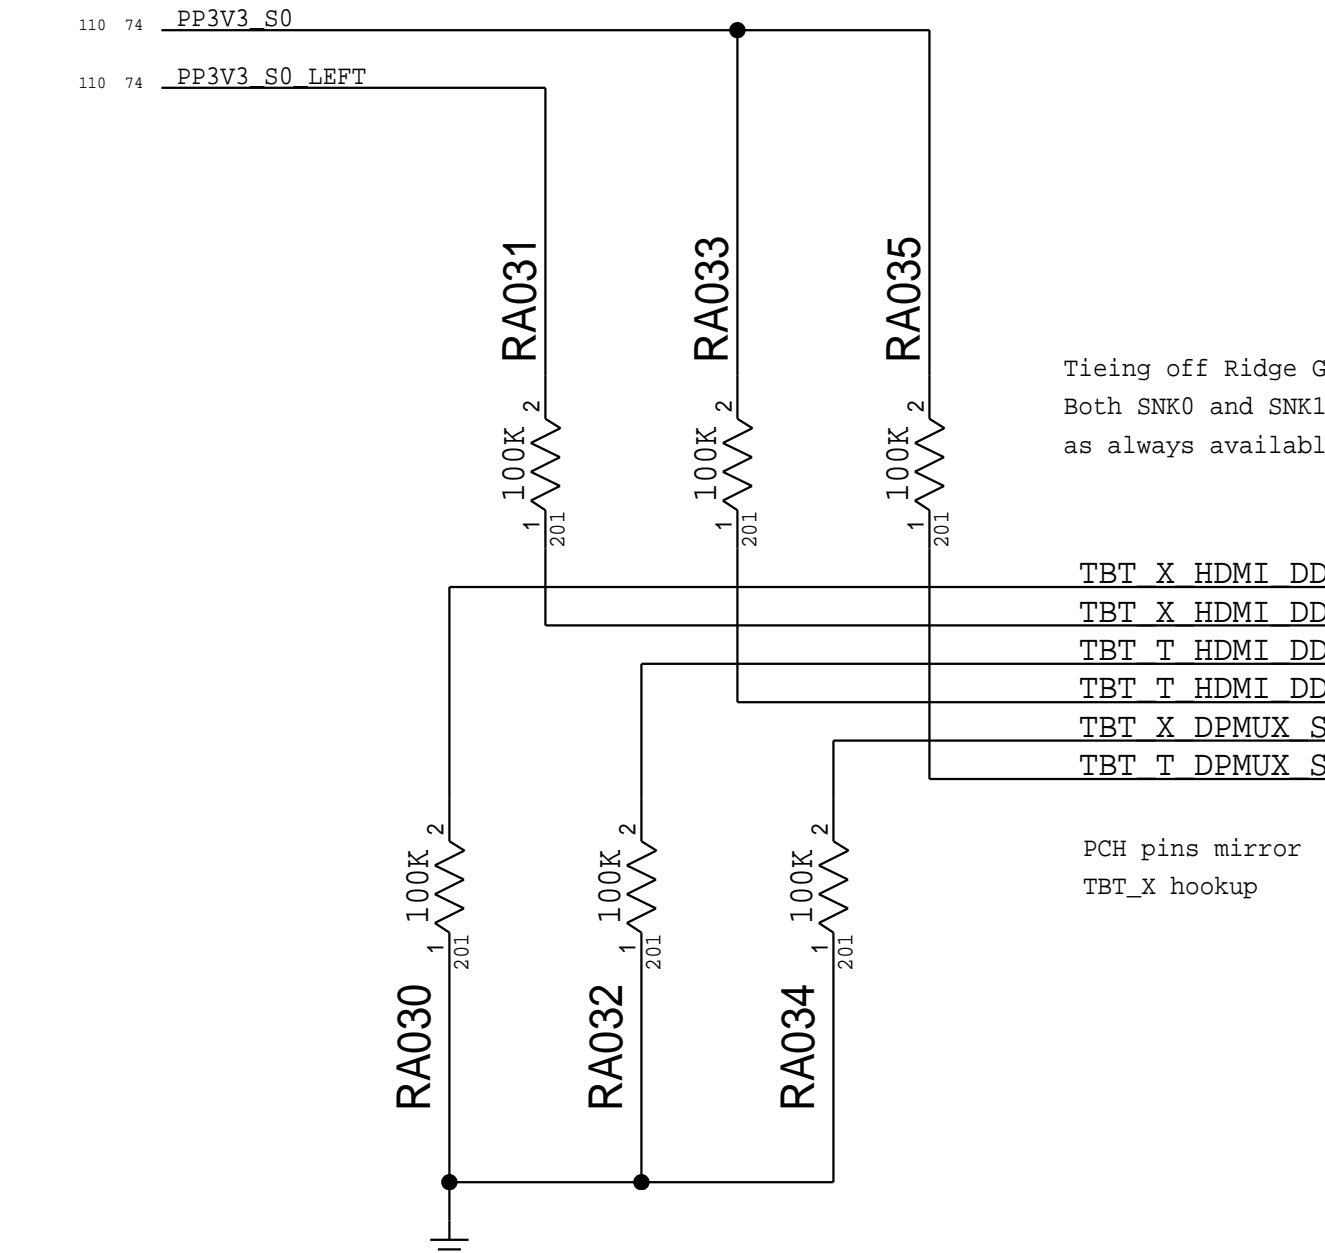 110 74 PP3V3_S0
110 74 PP3V3_S0_LEFT
RA031
RA033
RA035
2
2
2
100K
100K
100K
1
1
1
201
201
201
Tieing off Ridge G
Both SNK0 and SNK1
as always availabl
TBT_X_HDMI_DD
TBT_X_HDMI_DD
TBT_T_HDMI_DD
TBT_T_HDMI_DD
TBT_X_DPMUX_S
TBT_T_DPMUX_S
PCH pins mirror
TBT_X hookup
2
2
2
100K
100K
100K
1
1
1
201
201
201
RA030
RA032
RA034